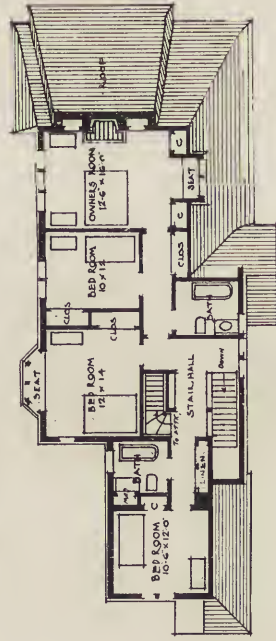 ROOF
OWNERS ROOM
12'-6" X 16'-0"
C
SEAT
C
CLOS
BED ROOM
10 X 12
CLOS
CLOS
BATH
SEAT
BED ROOM
12' X 14
STAIR HALL
DOWN
TO ATTIC
BATH
LINEN
C
BED ROOM
10'-6" X 12'-0"